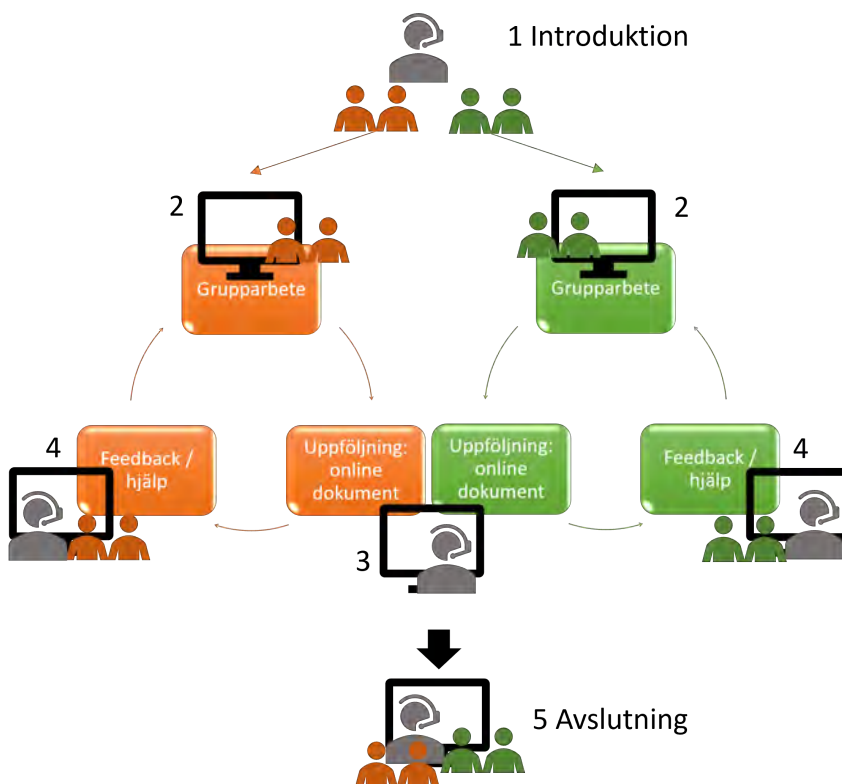 1 Introduktion
2
2
Grupparbete
Grupparbete
4
Feedback /
hjälp
Uppföljning:
online
dokument
Uppföljning:
online
dokument
Feedback /
hjälp
4
3
5 Avslutning